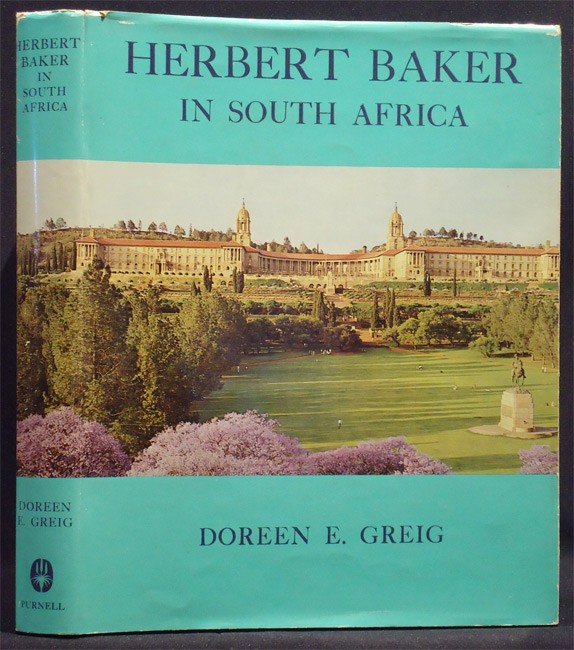 HERBERT
BAKER
IN
SOUTH
AFRICA
DOREEN
E. GREIG
PURNELL
HERBERT BAKER
IN SOUTH AFRICA
DOREEN E. GREIG